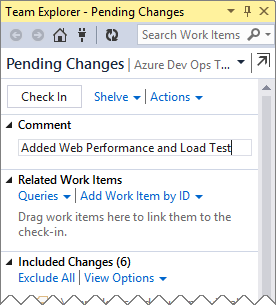 Team Explorer - Pending Changes
Search Work Items
Pending Changes | Azure Dev Ops T...
Check In Shelve Actions
Comment
Added Web Performance and Load Test
Related Work Items
Queries | Add Work Item by ID
Drag work items here to link them to the
check-in.
Included Changes (6)
Exclude All | View Options